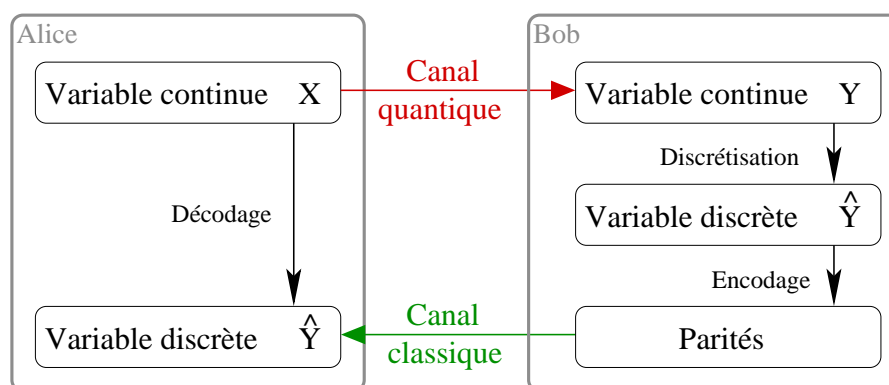 Alice
Variable continue X
Canal
quantique
Décodage
Variable discrète Ŷ
Canal
classique
Bob
Variable continue Y
Discrétisation
Variable discrète Ŷ
Encodage
Parités